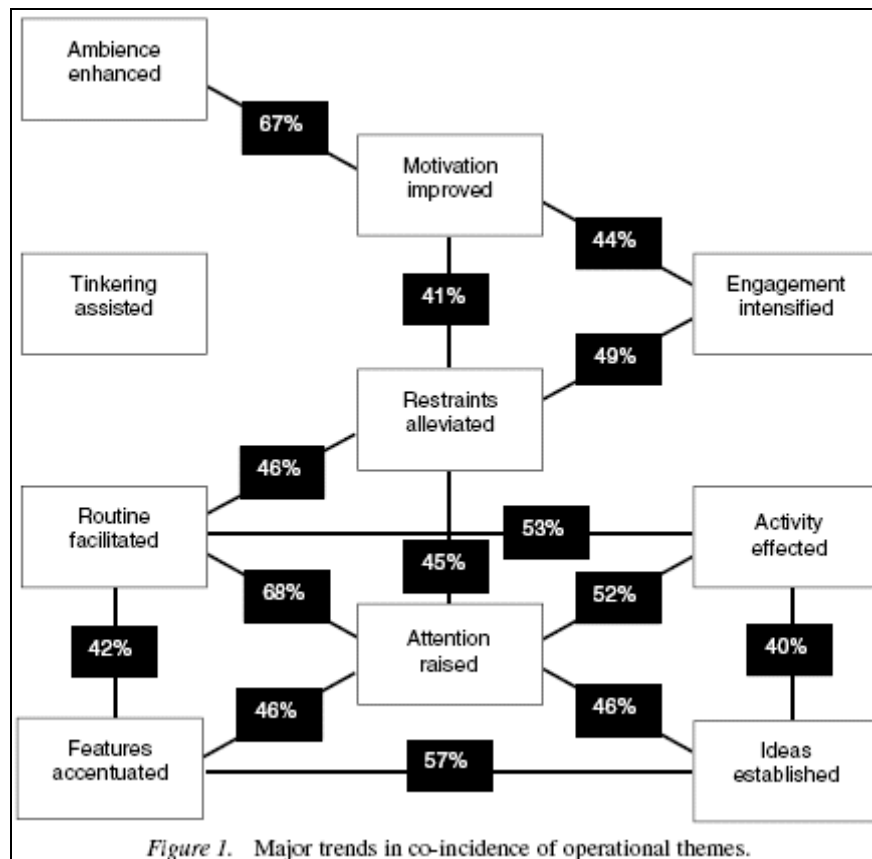 Ambience
enhanced
67%
Motivation
improved
44%
Tinkering
assisted
41%
Engagement
intensified
49%
Restraints
alleviated
46%
Routine
facilitated
53%
Activity
effected
45%
68%
52%
42%
Attention
raised
40%
46%
46%
Features
accentuated
57%
Ideas
established
Figure 1. Major trends in co-incidence of operational themes.